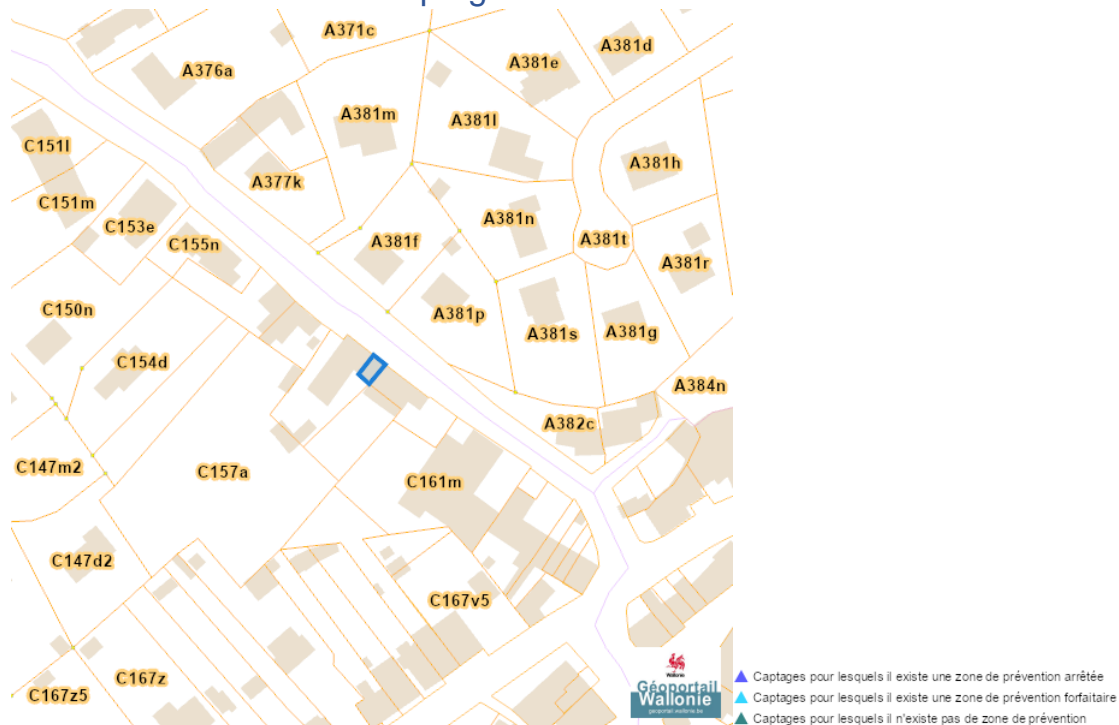 A371c
A381d
A381e
A376a
A381m
A381l
C151l
A381h
A377k
C151m
C153e
A381n
C155n
A381f
A381t
A381r
C150n
A381p
A381s
A381g
C154d
A384n
A382c
C147m2
C157a
C161m
C147d2
C167v5
C167z
C167z5
Wallonie
Géoportail
Wallonie
geoportail.wallonie.be
Captages pour lesquels il existe une zone de prévention arrêtée
Captages pour lesquels il existe une zone de prévention forfaitaire
Captages pour lesquels il n'existe pas de zone de prévention